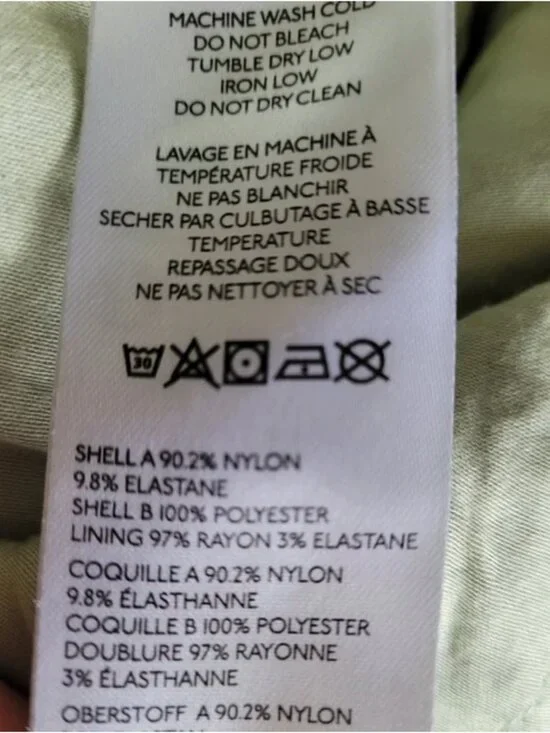 MACHINE WASH COLD
DO NOT BLEACH
TUMBLE DRY LOW
IRON LOW
DO NOT DRY CLEAN
LAVAGE EN MACHINE À
TEMPÉRATURE FROIDE
NE PAS BLANCHIR
SECHER PAR CULBUTAGE À BASSE
TEMPERATURE
REPASSAGE DOUX
NE PAS NETTOYER À SEC
30
SHELL A 90.2% NYLON
9.8% ELASTANE
SHELL B 100% POLYESTER
LINING 97% RAYON 3% ELASTANE
COQUILLE A 90.2% NYLON
9.8% ÉLASTHANNE
COQUILLE B 100% POLYESTER
DOUBLURE 97% RAYONNE
3% ÉLASTHANNE
OBERSTOFF A 90.2% NYLON